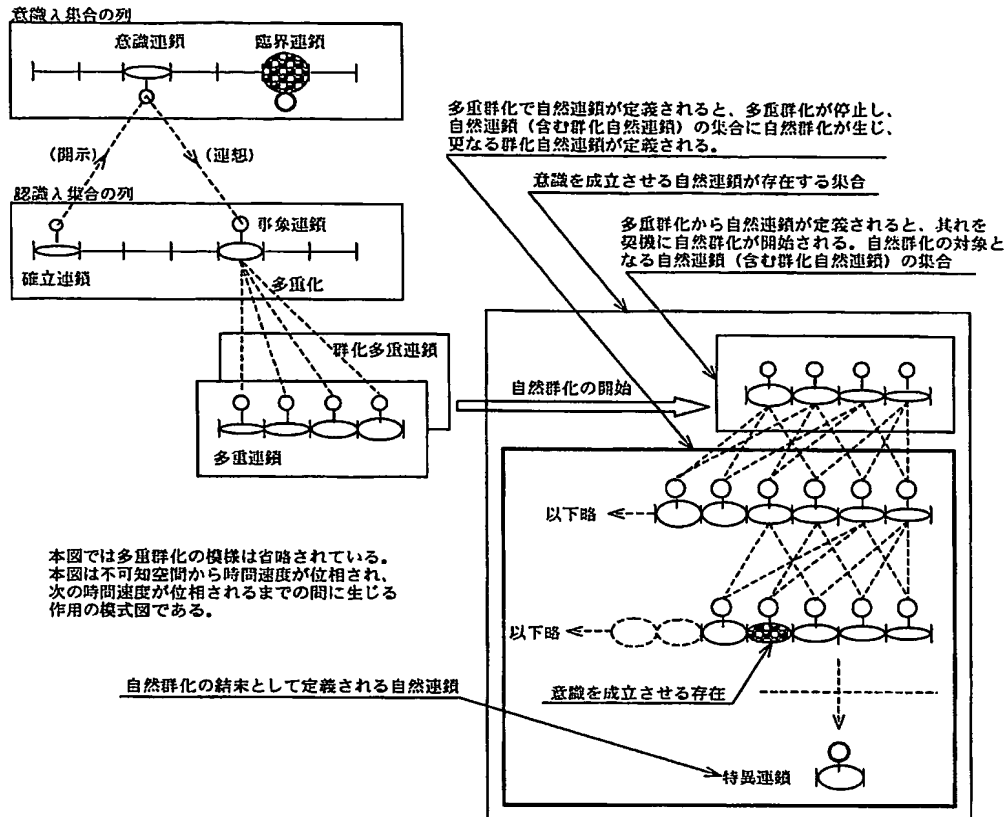 意識λ集合の列
意識連鎖
臨界連鎖
(開示)
(連想)
認識λ集合の列
形象連鎖
確立連鎖
多重化
群化多重連鎖
多重連鎖
多重群化で自然連鎖が定義されると、多重群化が停止し、
自然連鎖(含む群化自然連鎖)の集合に自然群化が生じ、
更なる群化自然連鎖が定義される。
意識を成立させる自然連鎖が存在する集合
多重群化から自然連鎖が定義されると、其れを
契機に自然群化が開始される。自然群化の対象と
なる自然連鎖(含む群化自然連鎖)の集合
自然群化の開始
以下略
以下略
本図では多重群化の模様は省略されている。
本図は不可知空間から時間速度が位相され、
次の時間速度が位相されるまでの間に生じる
作用の模式図である。
自然群化の結末として定義される自然連鎖
意識を成立させる存在
特異連鎖